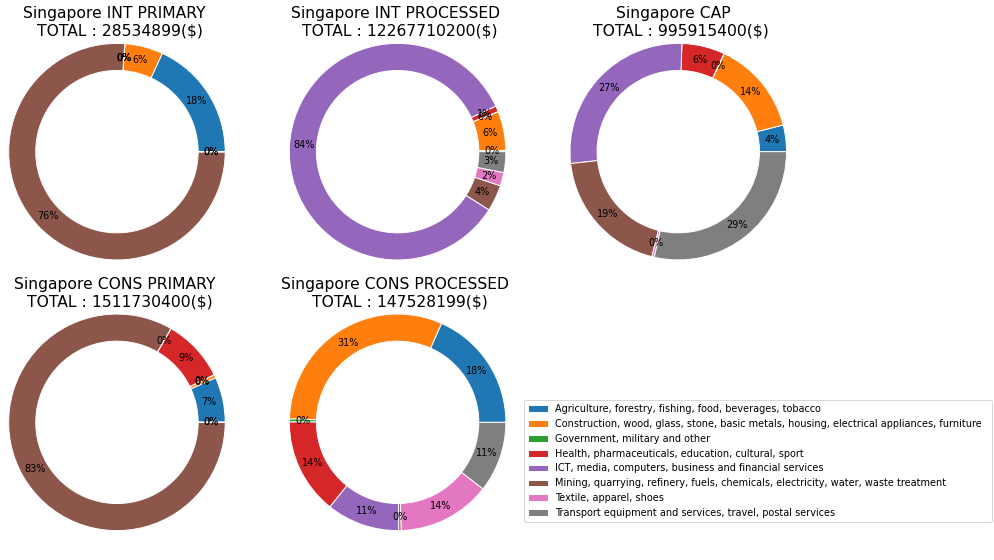 Singapore INT PRIMARY
TOTAL : 28534899($)
0%
6%
18%
0%
76%
Singapore INT PROCESSED
TOTAL : 12267710200($)
1%
0%
6%
84%
0%
3%
2%
4%
Singapore CAP
TOTAL : 995915400($)
6%
0%
27%
14%
4%
19%
29%
0%
Singapore CONS PRIMARY
TOTAL : 1511730400($)
0%
9%
0%
7%
0%
83%
Singapore CONS PROCESSED
TOTAL : 147528199($)
31%
18%
0%
14%
11%
11%
14%
0%
Agriculture, forestry, fishing, food, beverages, tobacco
Construction, wood, glass, stone, basic metals, housing, electrical appliances, furniture
Government, military and other
Health, pharmaceuticals, education, cultural, sport
ICT, media, computers, business and financial services
Mining, quarrying, refinery, fuels, chemicals, electricity, water, waste treatment
Textile, apparel, shoes
Transport equipment and services, travel, postal services